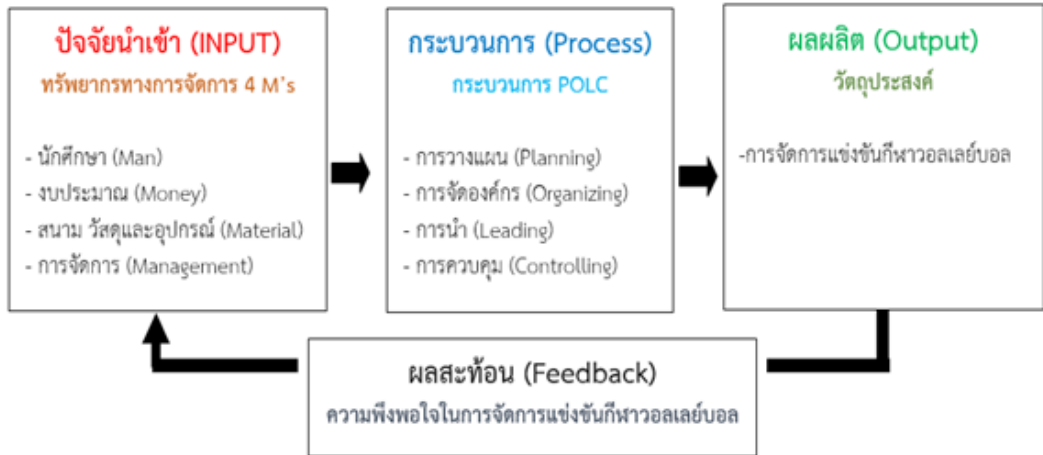 ปัจจัยนำเข้า (INPUT)
ทรัพยากรทางการจัดการ 4 M's
- นักศึกษา (Man)
- งบประมาณ (Money)
- สนาม วัสดุและอุปกรณ์ (Material)
- การจัดการ (Management)
กระบวนการ (Process)
กระบวนการ POLC
- การวางแผน (Planning)
- การจัดองค์กร (Organizing)
- การนำ (Leading)
- การควบคุม (Controlling)
ผลผลิต (Output)
วัตถุประสงค์
-การจัดการแข่งขันกีฬาวอลเลย์บอล
ผลสะท้อน (Feedback)
ความพึงพอใจในการจัดการแข่งขันกีฬาวอลเลย์บอล